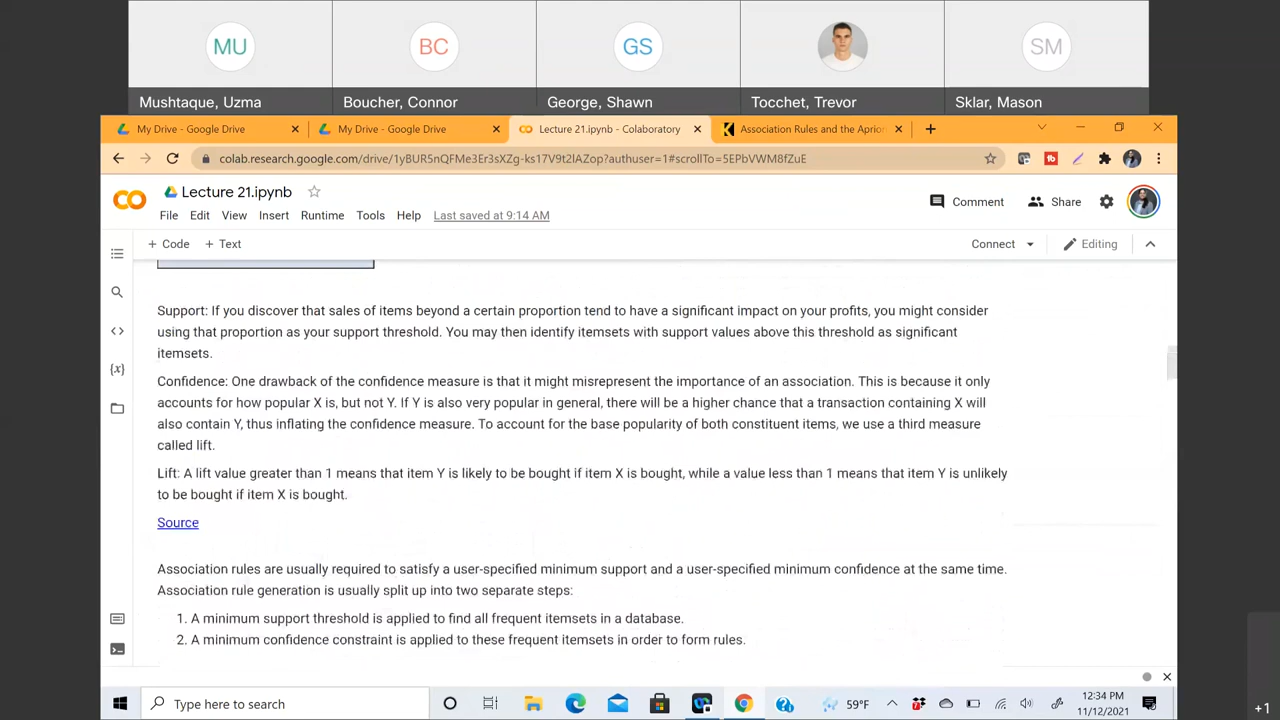 MU
BC
GS
SM
Mushtaque, Uzma
Boucher, Connor
George, Shawn
Tocchet, Trevor
Sklar, Mason
My Drive - Google Drive
My Drive - Google Drive
Lecture 21.ipynb - Colaboratory
Association Rules and the Aprior
colab.research.google.com/drive/1yBUR5nQFMe3Er3sXZg-ks17V9t2lAZop?authuser=1#scrollTo=5EPbVWM8fZuE
Lecture 21.ipynb
File Edit View Insert Runtime Tools Help Last saved at 9:14 AM
Comment
Share
+ Code + Text
Connect
Editing
Support: If you discover that sales of items beyond a certain proportion tend to have a significant impact on your profits, you might consider
using that proportion as your support threshold. You may then identify itemsets with support values above this threshold as significant
itemsets.
Confidence: One drawback of the confidence measure is that it might misrepresent the importance of an association. This is because it only
accounts for how popular X is, but not Y. If Y is also very popular in general, there will be a higher chance that a transaction containing X will
also contain Y, thus inflating the confidence measure. To account for the base popularity of both constituent items, we use a third measure
called lift.
Lift: A lift value greater than 1 means that item Y is likely to be bought if item X is bought, while a value less than 1 means that item Y is unlikely
to be bought if item X is bought.
Source
Association rules are usually required to satisfy a user-specified minimum support and a user-specified minimum confidence at the same time.
Association rule generation is usually split up into two separate steps:
1. A minimum support threshold is applied to find all frequent itemsets in a database.
2. A minimum confidence constraint is applied to these frequent itemsets in order to form rules.
Type here to search
59°F
12:34 PM
11/12/2021
+1